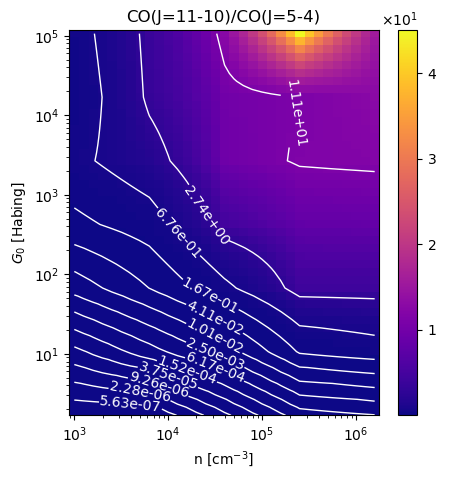 CO(J=11-10)/CO(J=5-4)
×10¹
10⁵
10⁴
10³
10²
10¹
G₀ [Habing]
1.11e+01
2.74e+00
6.76e-01
1.67e-01
4.11e-02
1.01e-02
2.50e-03
6.17e-04
1.52e-04
3.75e-05
9.26e-06
2.28e-06
5.63e-07
10³
10⁴
10⁵
10⁶
n [cm⁻³]
4
3
2
1